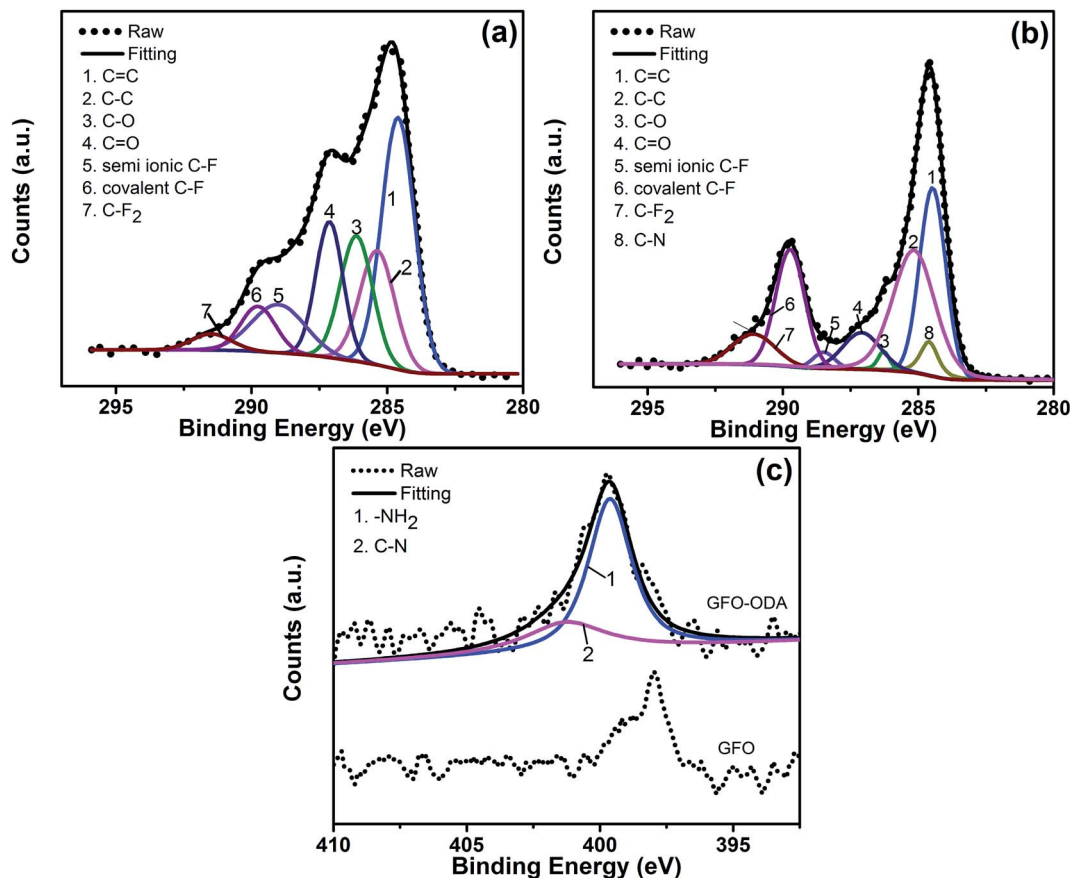 (a)
Raw
Fitting
1. C=C
2. C-C
3. C-O
4. C=O
5. semi ionic C-F
6. covalent C-F
7. C-F2
1
2
3
4
5
6
7
Counts (a.u.)
295 290 285 280
Binding Energy (eV)
(b)
Raw
Fitting
1. C=C
2. C-C
3. C-O
4. C=O
5. semi ionic C-F
6. covalent C-F
7. C-F2
8. C-N
1
2
3
4
5
6
7
8
Counts (a.u.)
295 290 285 280
Binding Energy (eV)
(c)
Raw
Fitting
1. -NH2
2. C-N
1
2
GFO-ODA
GFO
Counts (a.u.)
410 405 400 395
Binding Energy (eV)